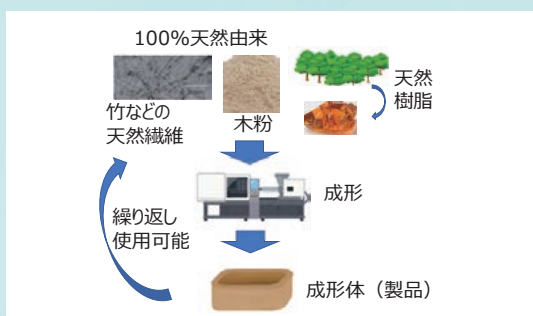 100%天然由来
竹などの
天然繊維
木粉
天然
樹脂
成形
繰り返し
使用可能
成形体（製品）